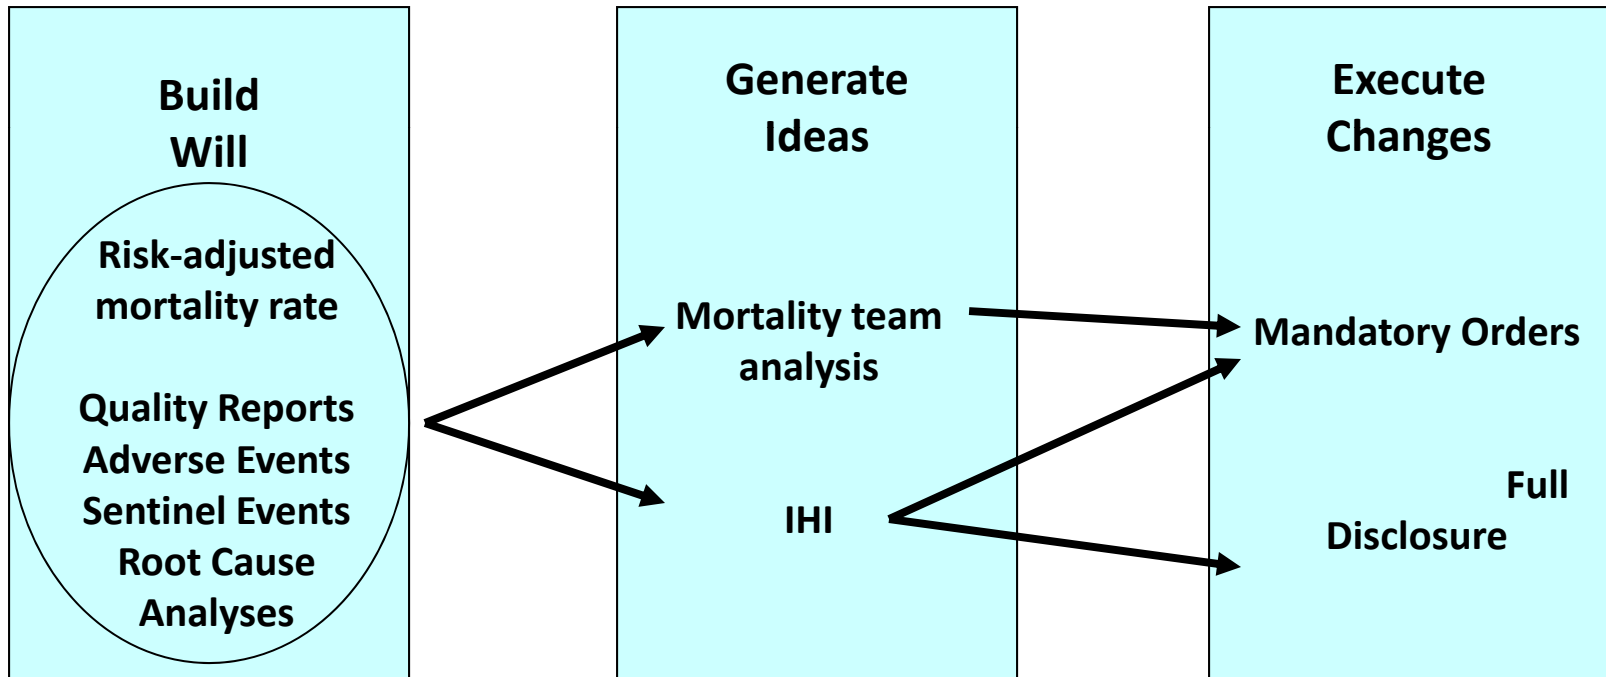 Build
Will
Risk-adjusted
mortality rate
Quality Reports
Adverse Events
Sentinel Events
Root Cause
Analyses
Generate
Ideas
Mortality team
analysis
IHI
Execute
Changes
Mandatory Orders
Full
Disclosure